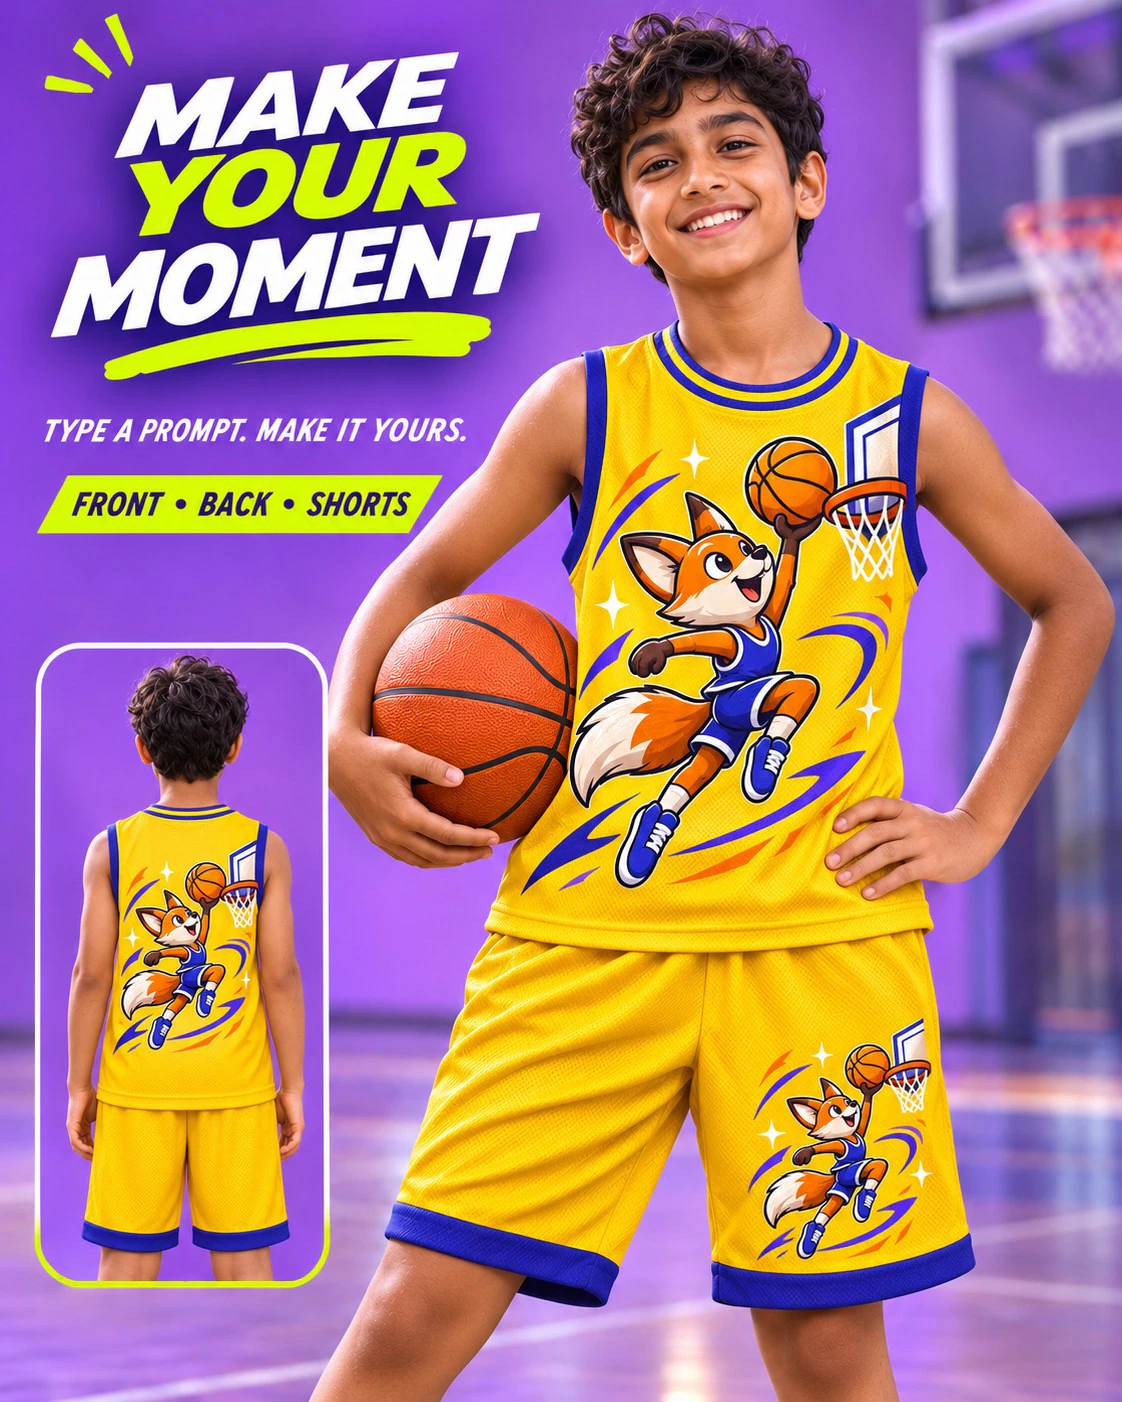 MAKE
YOUR
MOMENT
TYPE A PROMPT. MAKE IT YOURS.
FRONT • BACK • SHORTS